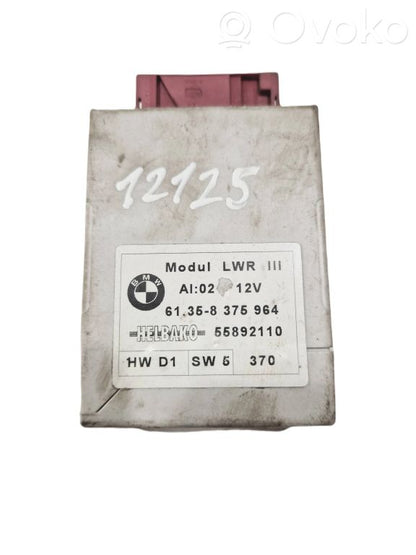 Ovoko
12125
BMW
Modul LWR III
AI:02 12V
61.35-8 375 964
HELBAKO 55892110
HW D1 SW 5 370